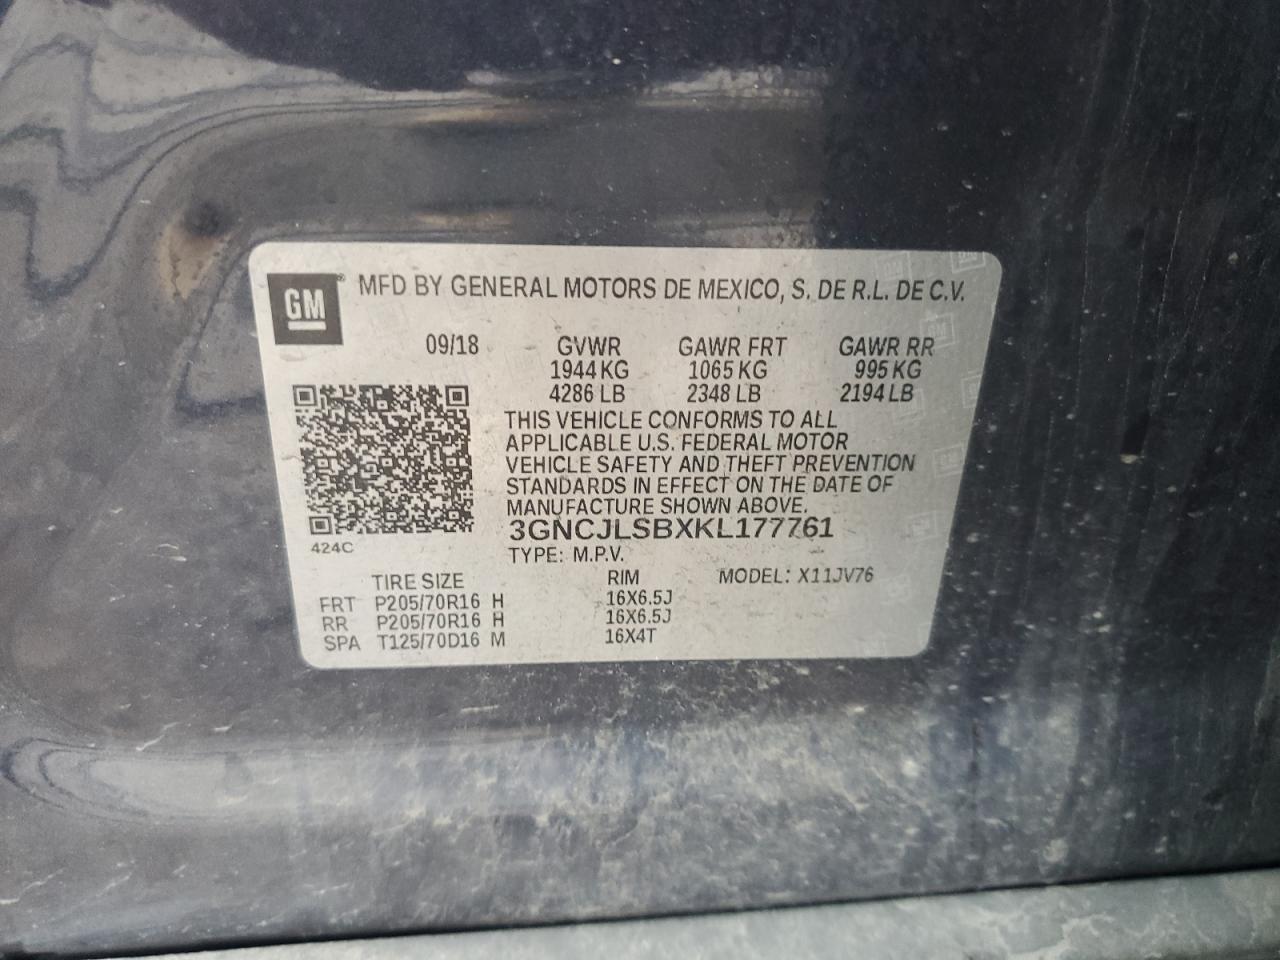 GM
MFD BY GENERAL MOTORS DE MEXICO, S. DE R.L. DE C.V.
09/18 GVWR GAWR FRT GAWR RR
1944 KG 1065 KG 995 KG
4286 LB 2348 LB 2194 LB
THIS VEHICLE CONFORMS TO ALL
APPLICABLE U.S. FEDERAL MOTOR
VEHICLE SAFETY AND THEFT PREVENTION
STANDARDS IN EFFECT ON THE DATE OF
MANUFACTURE SHOWN ABOVE.
3GNCJLSBXKL177761
424C
TYPE: M.P.V.
TIRE SIZE RIM MODEL: X11JV76
FRT P205/70R16 H 16X6.5J
RR P205/70R16 H 16X6.5J
SPA T125/70D16 M 16X4T